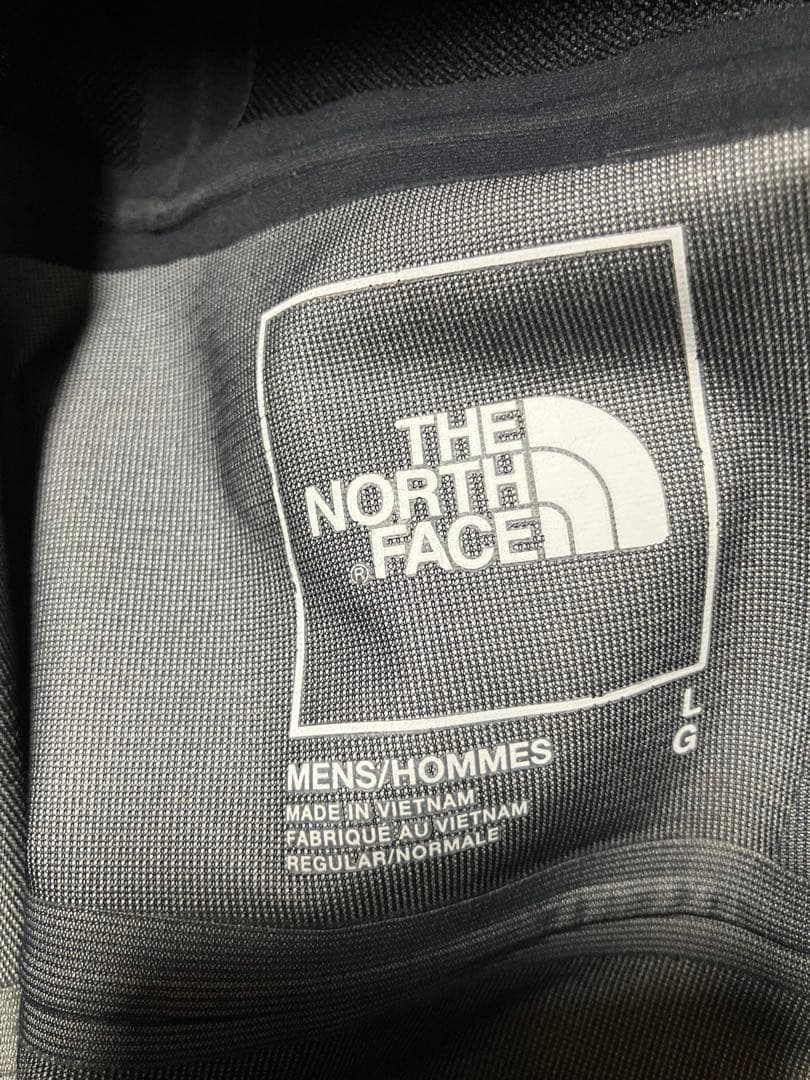 THE
NORTH
FACE
®
L
G
MENS/HOMMES
MADE IN VIETNAM
FABRIQUÉ AU VIETNAM
REGULAR/NORMALE